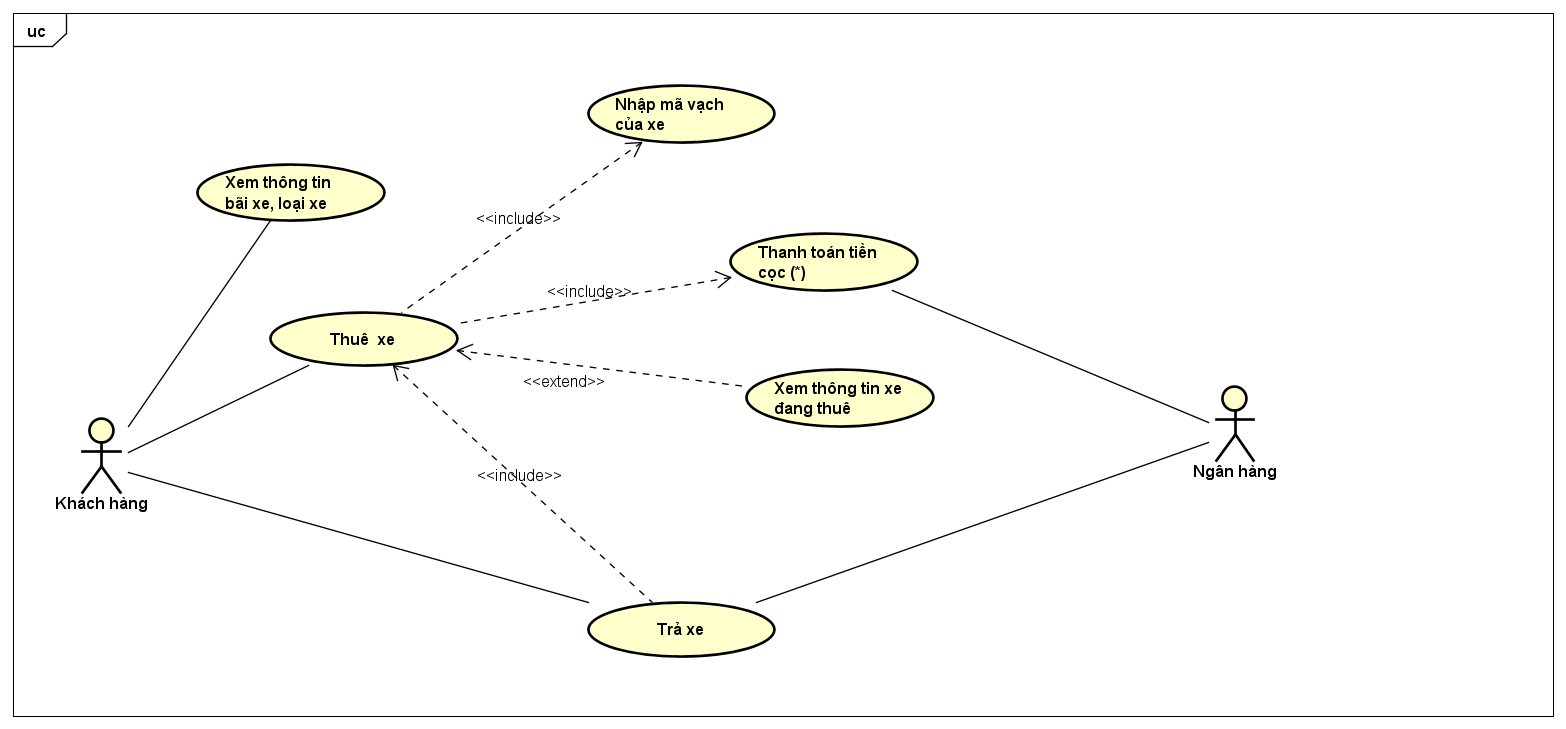 uc
Nhập mã vạch
của xe
Xem thông tin
bãi xe, loại xe
<<include>>
Thanh toán tiền
cọc (*)
<<include>>
Thuê  xe
<<extend>>
Xem thông tin xe
đang thuê
Khách hàng
Ngân hàng
<<include>>
Trả xe